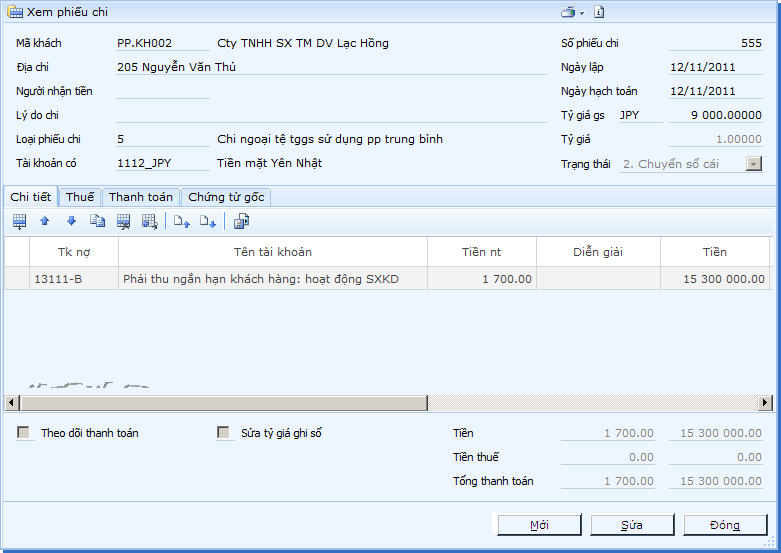 Xem phiếu chi
Mã khách PP.KH002 Cty TNHH SX TM DV Lạc Hồng Số phiếu chi 555
Địa chỉ 205 Nguyễn Văn Thủ Ngày lập 12/11/2011
Người nhận tiền Ngày hạch toán 12/11/2011
Lý do chi Tỷ giá gs JPY 9 000.00000
Loại phiếu chi 5 Chi ngoại tệ tggs sử dụng pp trung bình Tỷ giá 1.00000
Tài khoản có 1112_JPY Tiền mặt Yên Nhật Trạng thái 2. Chuyển sổ cái
Chi tiết Thuế Thanh toán Chứng từ gốc
Tk nợ Tên tài khoản Tiền nt Diễn giải Tiền
13111-B Phải thu ngắn hạn khách hàng: hoạt động SXKD 1 700.00 15 300 000.00
Theo dõi thanh toán Sửa tỷ giá ghi sổ Tiền 1 700.00 15 300 000.00
Tiền thuế 0.00 0.00
Tổng thanh toán 1 700.00 15 300 000.00
Mới Sửa Đóng